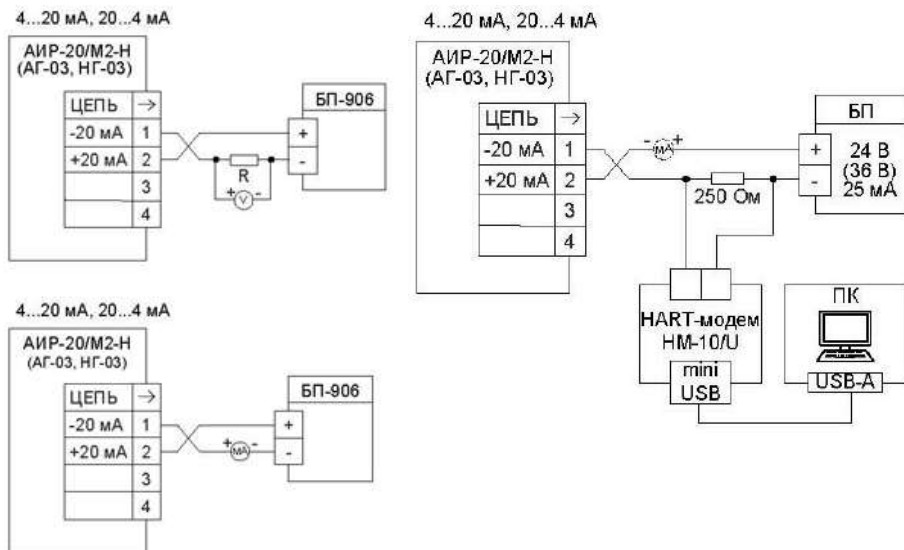 4...20 мА, 20...4 мА
АИР-20/М2-Н
(АГ-03, НГ-03)
ЦЕПЬ →
-20 мА 1
+20 мА 2
3
4
БП-906
+
-
R
+ V -
4...20 мА, 20...4 мА
АИР-20/М2-Н
(АГ-03, НГ-03)
ЦЕПЬ →
-20 мА 1
+20 мА 2
3
4
БП-906
+
-
+ МА -
4...20 мА, 20...4 мА
АИР-20/М2-Н
(АГ-03, НГ-03)
ЦЕПЬ →
-20 мА 1
+20 мА 2
3
4
- МА +
250 Ом
БП
+
-
24 В
(36 В)
25 мА
HART-модем
HM-10/U
mini
USB
ПК
USB-A